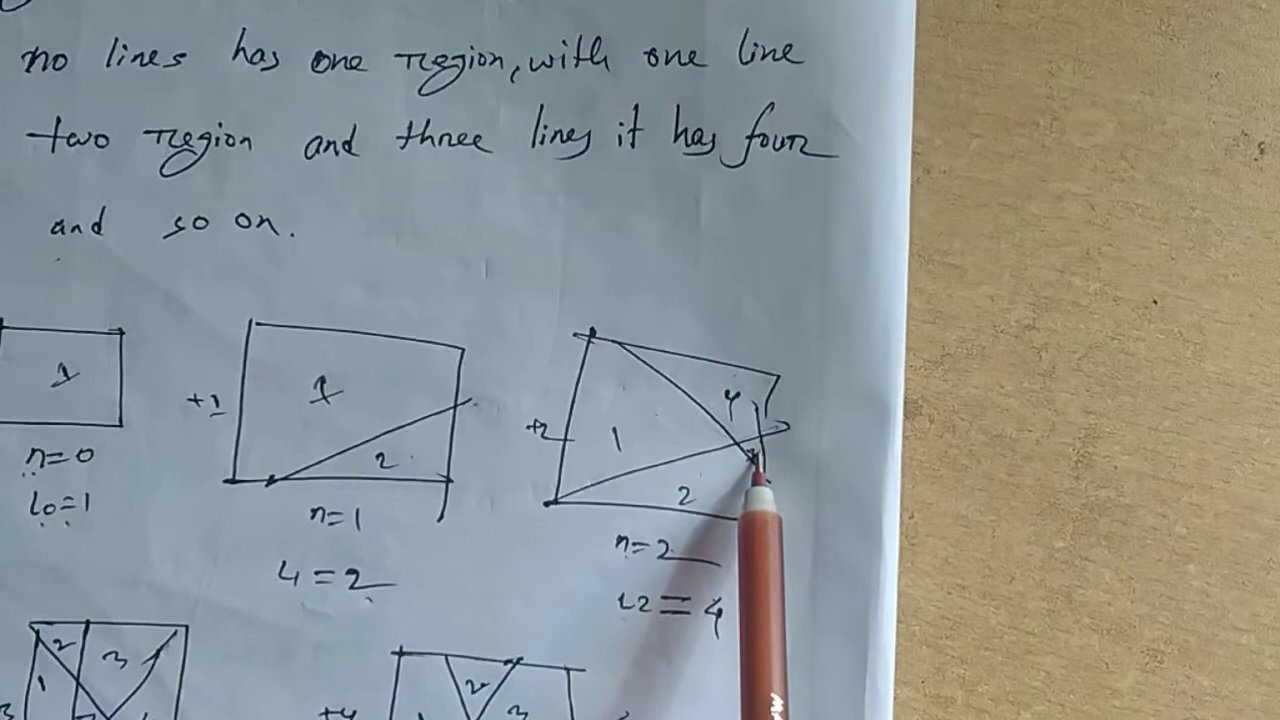 no lines has one region, with one line
two region and three lines it has four
and so on.
1
n=0
L0=1
+1
1
2
n=1
L1=2
+2
1
4
2
n=2
L2=4
2
3
1
+4
2
3